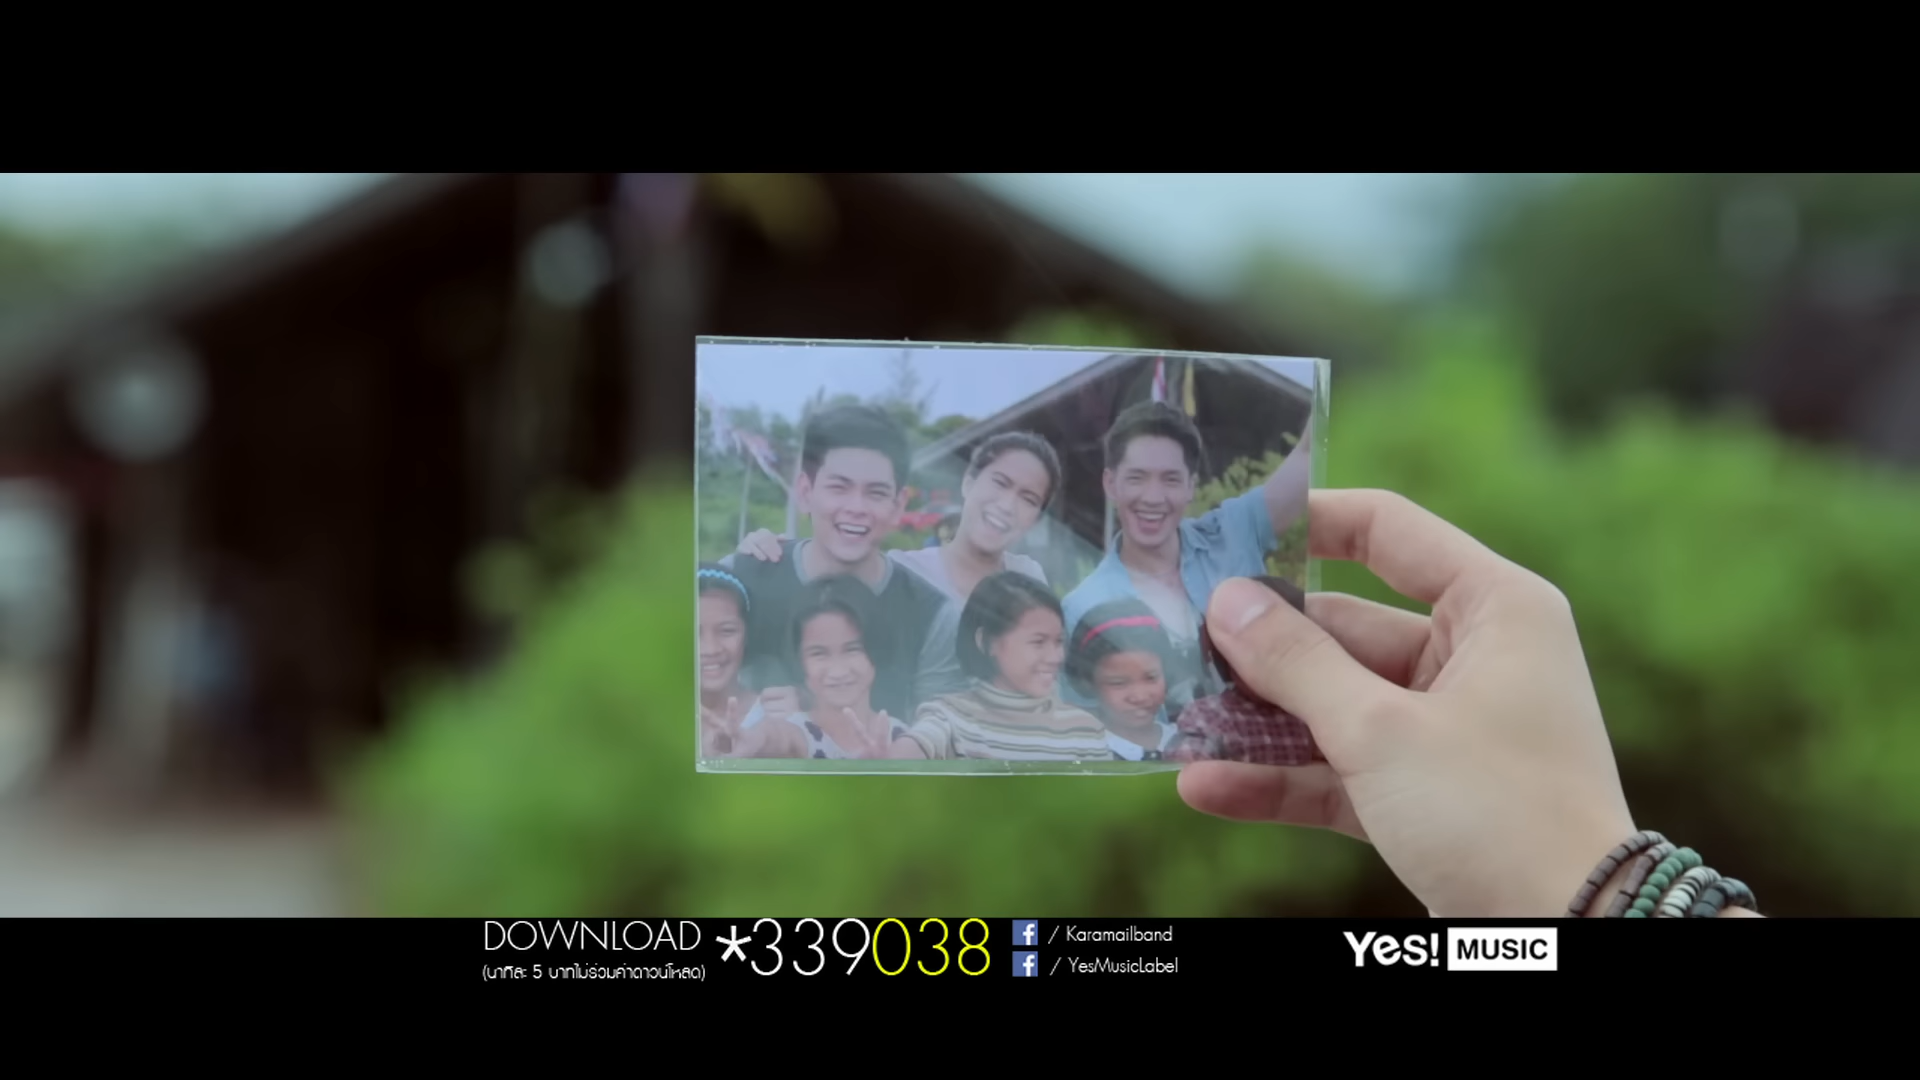 DOWNLOAD *339038
(นาทีละ 5 บาทไม่ร่วมค่าดาวน์โหลด)
f / Karamailband
f / YesMusicLabel
Yes! MUSIC